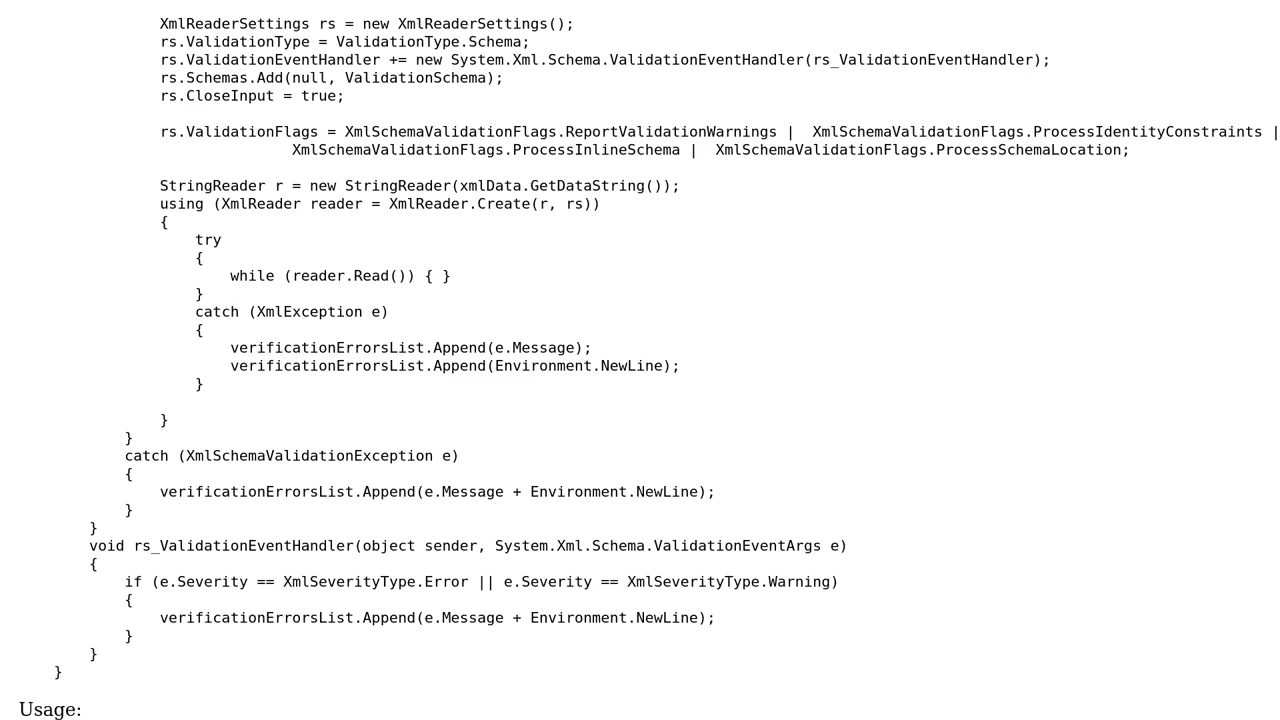 XmlReaderSettings rs = new XmlReaderSettings();
rs.ValidationType = ValidationType.Schema;
rs.ValidationEventHandler += new System.Xml.Schema.ValidationEventHandler(rs_ValidationEventHandler);
rs.Schemas.Add(null, ValidationSchema);
rs.CloseInput = true;
rs.ValidationFlags = XmlSchemaValidationFlags.ReportValidationWarnings |  XmlSchemaValidationFlags.ProcessIdentityConstraints |
XmlSchemaValidationFlags.ProcessInlineSchema |  XmlSchemaValidationFlags.ProcessSchemaLocation;
StringReader r = new StringReader(xmlData.GetDataString());
using (XmlReader reader = XmlReader.Create(r, rs))
{
try
{
while (reader.Read()) { }
}
catch (XmlException e)
{
verificationErrorsList.Append(e.Message);
verificationErrorsList.Append(Environment.NewLine);
}
}
}
catch (XmlSchemaValidationException e)
{
verificationErrorsList.Append(e.Message + Environment.NewLine);
}
}
void rs_ValidationEventHandler(object sender, System.Xml.Schema.ValidationEventArgs e)
{
if (e.Severity == XmlSeverityType.Error || e.Severity == XmlSeverityType.Warning)
{
verificationErrorsList.Append(e.Message + Environment.NewLine);
}
}
}
Usage: